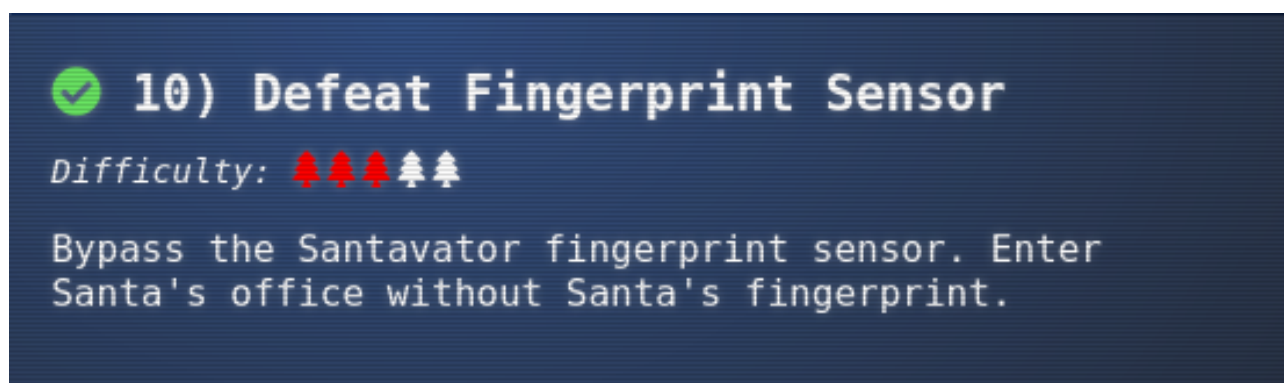 10) Defeat Fingerprint Sensor
Difficulty:
Bypass the Santavator fingerprint sensor. Enter
Santa's office without Santa's fingerprint.